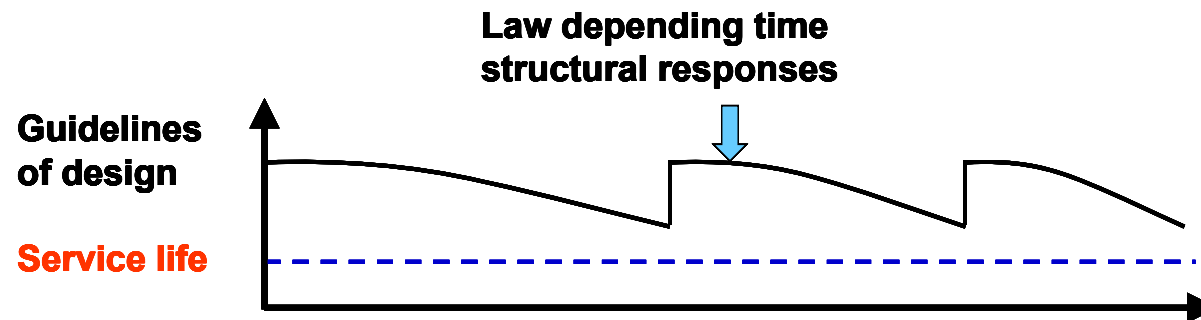 Law depending time
structural responses
Guidelines
of design
Service life